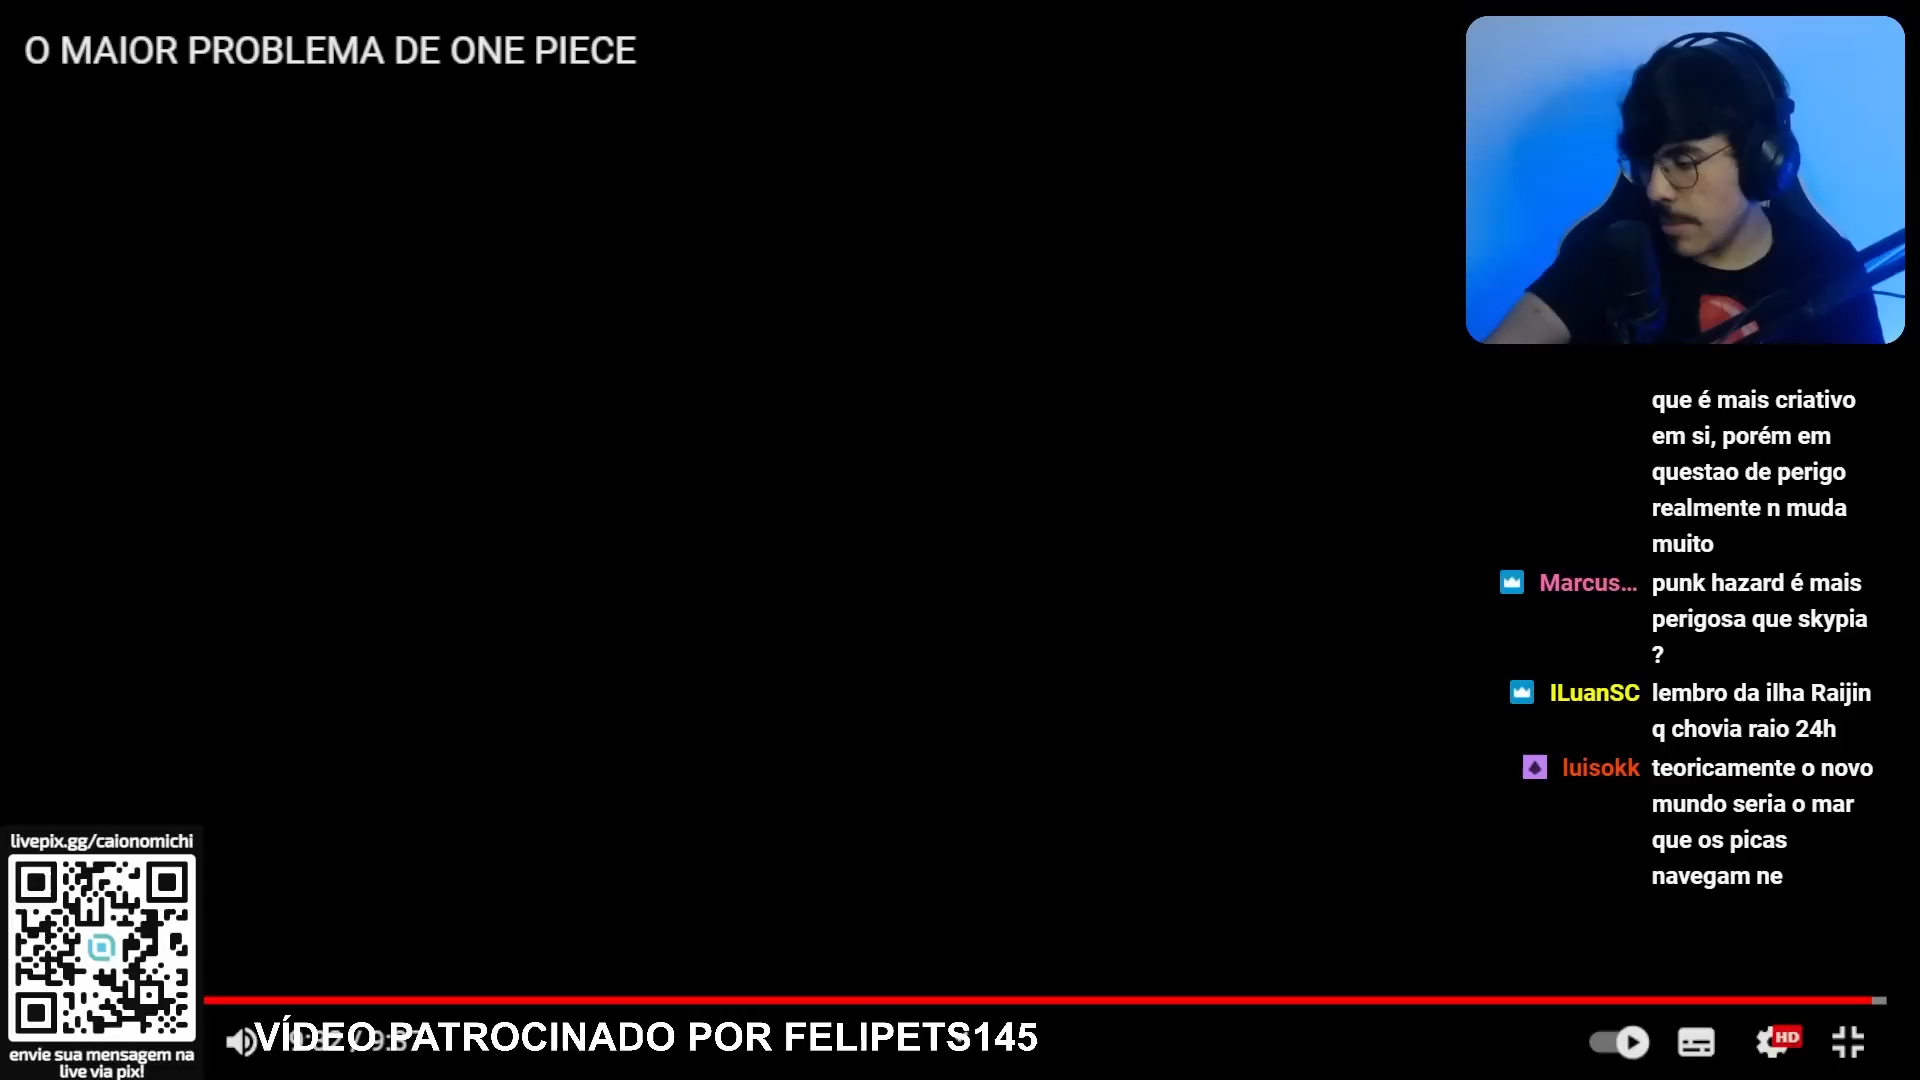 O MAIOR PROBLEMA DE ONE PIECE
que é mais criativo
em si, porém em
questao de perigo
realmente n muda
muito
Marcus... punk hazard é mais
perigosa que skypia
?
ILuanSC lembro da ilha Raijin
q chovia raio 24h
luisokk teoricamente o novo
mundo seria o mar
que os picas
navegam ne
livepix.gg/caionomichi
envie sua mensagem na
live via pix!
VÍDEO PATROCINADO POR FELIPETS145
HD